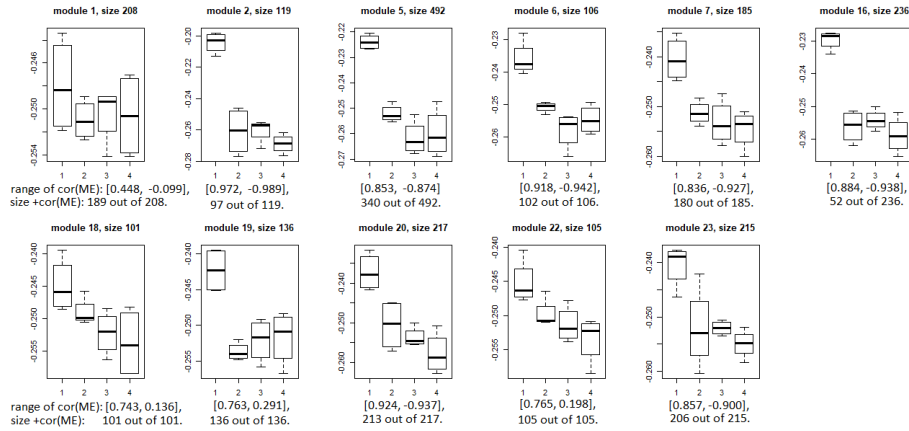 module 1, size 208
module 2, size 119
module 5, size 492
module 6, size 106
module 7, size 185
module 16, size 236
-0.246
-0.250
-0.254
-0.20
-0.22
-0.24
-0.26
-0.28
-0.22
-0.23
-0.24
-0.25
-0.26
-0.27
-0.23
-0.24
-0.25
-0.26
-0.240
-0.250
-0.260
-0.23
-0.24
-0.25
-0.26
1 2 3 4
1 2 3 4
1 2 3 4
1 2 3 4
1 2 3 4
1 2 3 4
range of cor(ME): [0.448, -0.099],
size +cor(ME): 189 out of 208.
[0.972, -0.989],
97 out of 119.
[0.853, -0.874]
340 out of 492.
[0.918, -0.942],
102 out of 106.
[0.836, -0.927],
180 out of 185.
[0.884, -0.938],
52 out of 236.
module 18, size 101
module 19, size 136
module 20, size 217
module 22, size 105
module 23, size 215
-0.240
-0.245
-0.250
-0.255
-0.240
-0.245
-0.250
-0.255
-0.240
-0.250
-0.260
-0.240
-0.245
-0.250
-0.255
-0.240
-0.250
-0.260
1 2 3 4
1 2 3 4
1 2 3 4
1 2 3 4
1 2 3 4
range of cor(ME): [0.743, 0.136],
size +cor(ME): 101 out of 101.
[0.763, 0.291],
136 out of 136.
[0.924, -0.937],
213 out of 217.
[0.765, 0.198],
105 out of 105.
[0.857, -0.900],
206 out of 215.